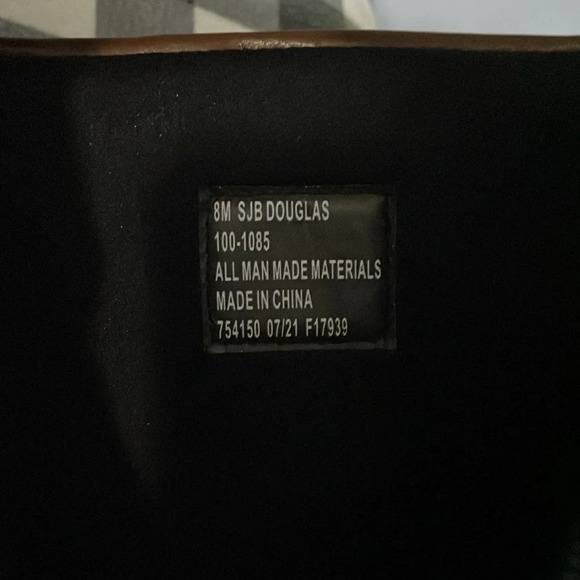 8M SJB DOUGLAS
100-1085
ALL MAN MADE MATERIALS
MADE IN CHINA
754150 07/21 F17939